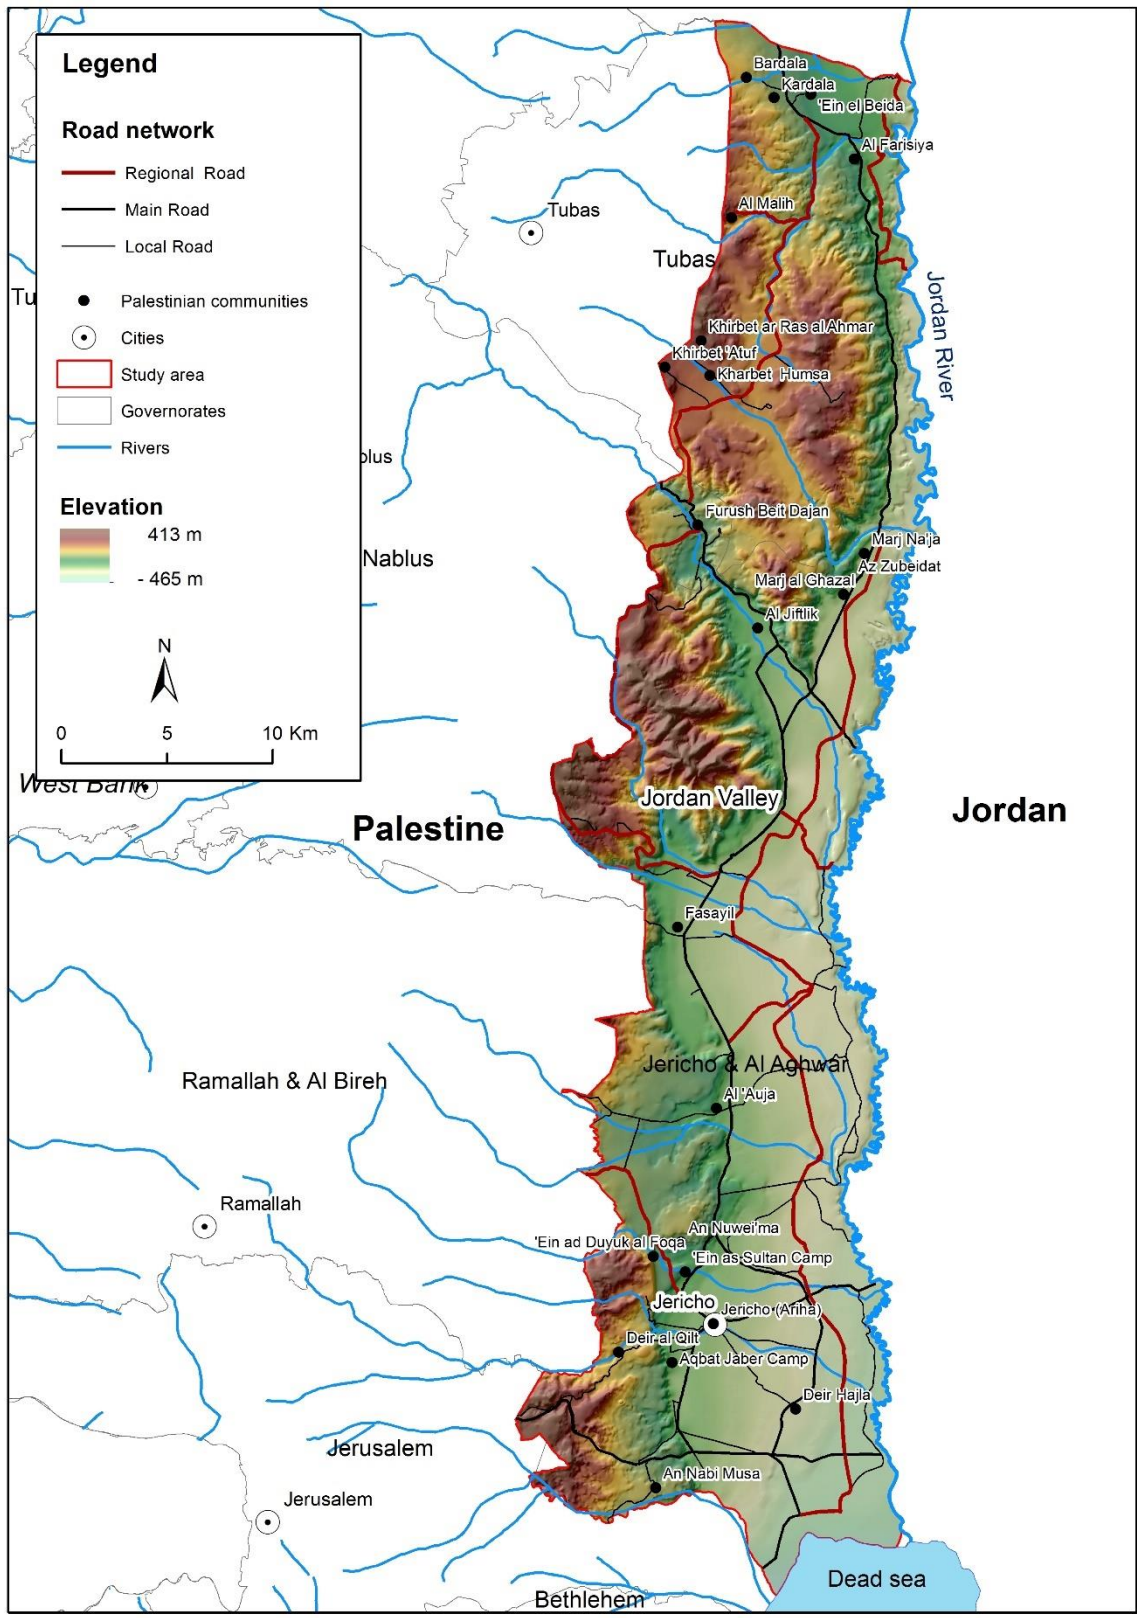 Legend
Road network
Regional Road
Main Road
Local Road
Palestinian communities
Cities
Study area
Governorates
Rivers
Elevation
413 m
- 465 m
N
0 5 10 Km
Bardala
Kardala
'Ein el Beida
Al Farisiya
Al Malih
Tubas
Tubas
Tu
Jordan River
Khirbet ar Ras al Ahmar
Khirbet 'Atuf
Kharbet Humsa
blus
Furush Beit Dajan
Nablus
Marj Na'ja
Az Zubeidat
Marj al Ghazal
Al Jiftlik
West Bank
Jordan Valley
Palestine
Jordan
Fasayil
Jericho & Al Aghwar
Ramallah & Al Bireh
Al 'Auja
Ramallah
An Nuwei'ma
'Ein ad Duyuk al Foqa
'Ein as Sultan Camp
Jericho
Jericho (Ariha)
Deir al Qilt
Aqbat Jaber Camp
Deir Hajla
Jerusalem
An Nabi Musa
Jerusalem
Dead sea
Bethlehem